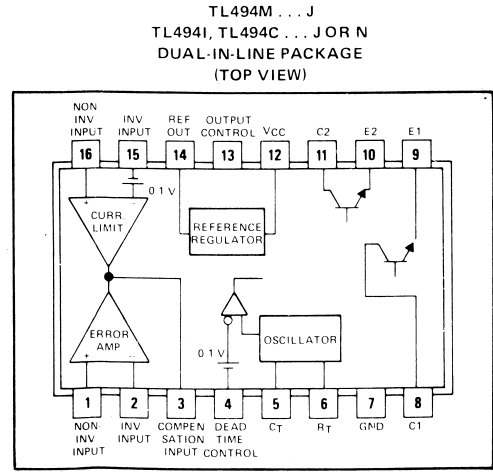 TL494M . . . J
TL494I, TL494C . . . J OR N
DUAL-IN-LINE PACKAGE
(TOP VIEW)
NON INV INPUT
INV INPUT
REF OUT
OUTPUT CONTROL
VCC
C2
E2
E1
16 15 14 13 12 11 10 9
0.1 V
+ -
CURR. LIMIT
REFERENCE REGULATOR
ERROR AMP
+ -
0.1 V
OSCILLATOR
1 2 3 4 5 6 7 8
NON-INV INPUT
INV INPUT
COMPENSATION INPUT
DEAD TIME CONTROL
CT
RT
GND
C1